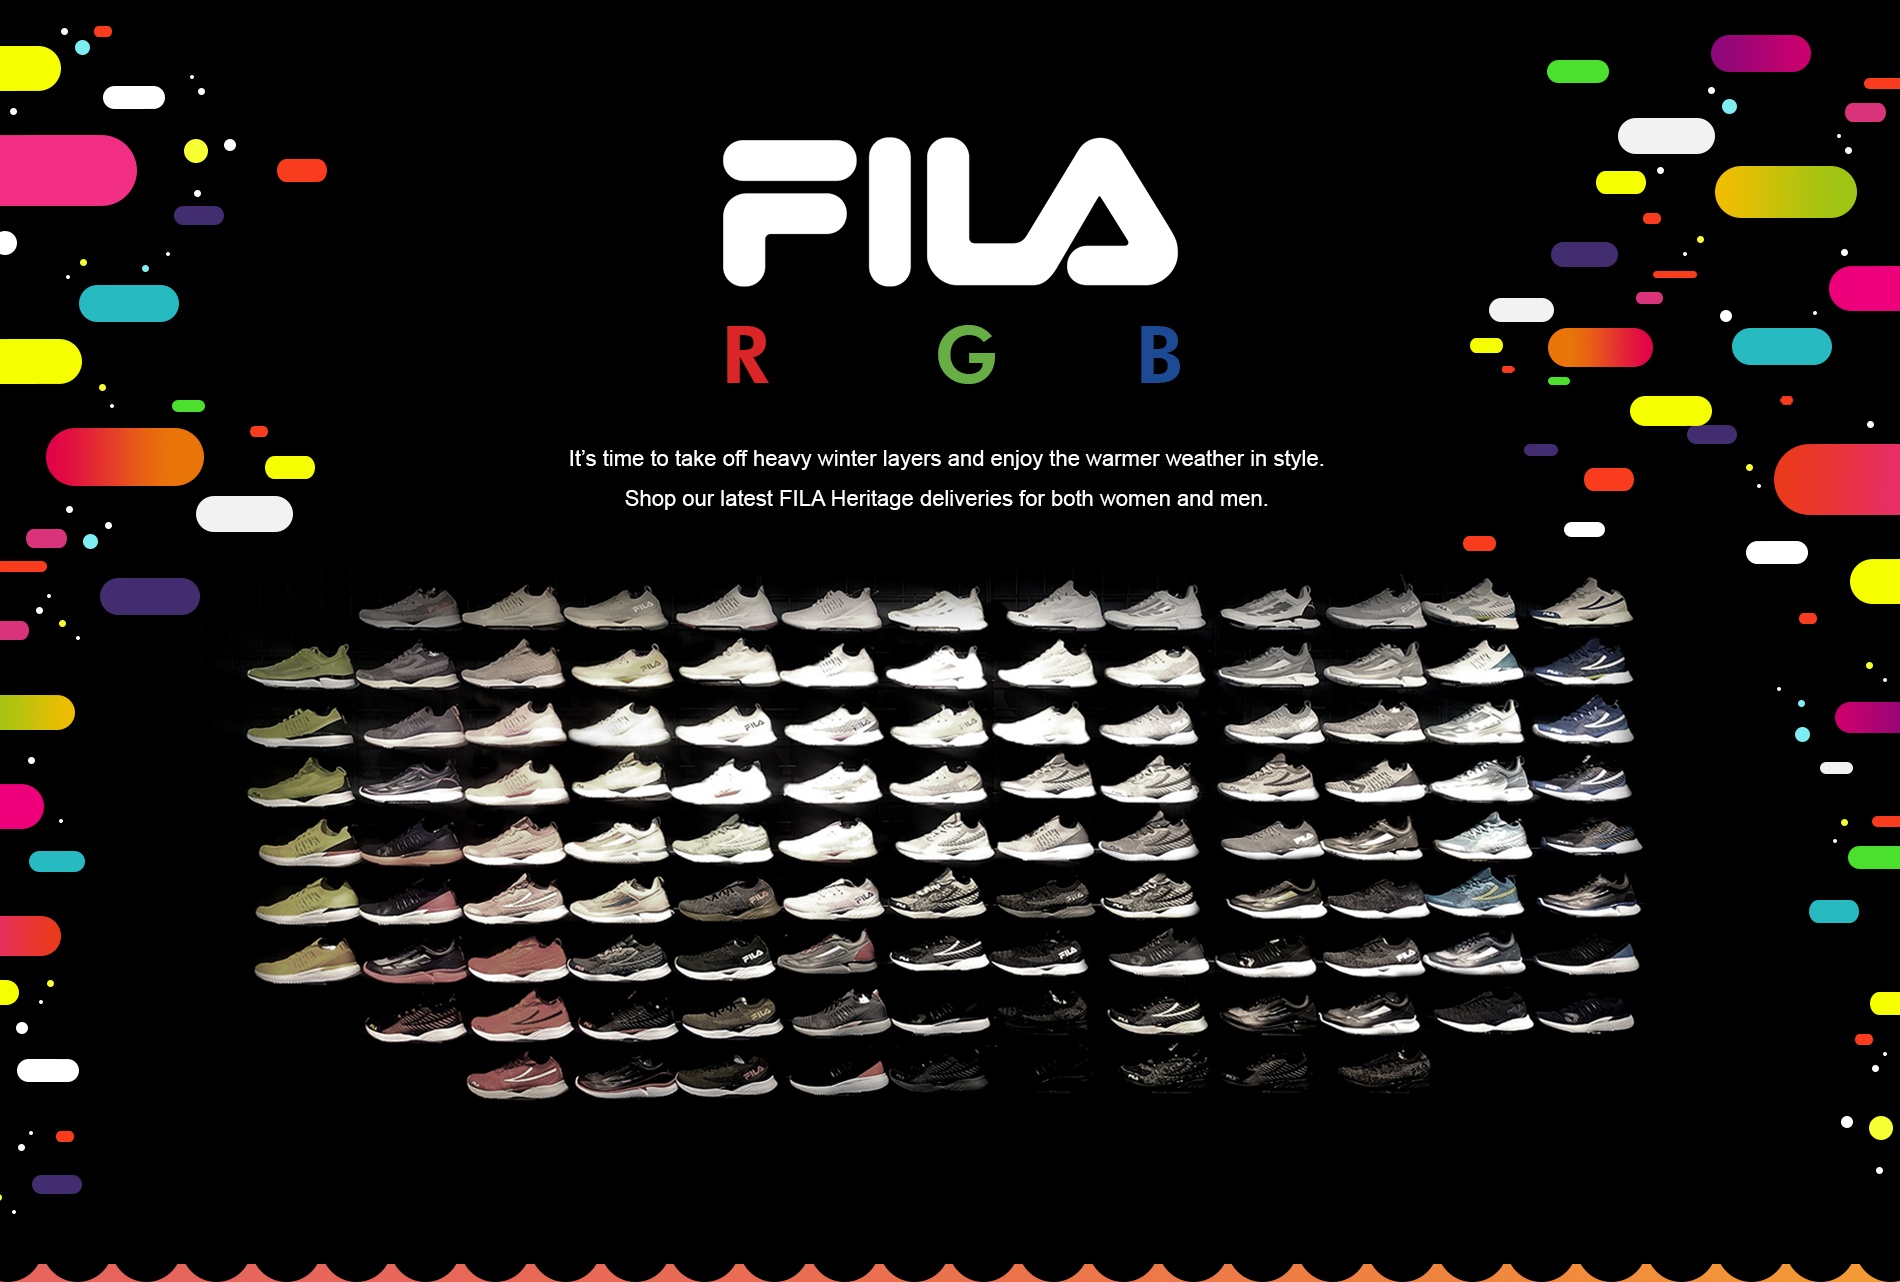 FILA
R G B
It’s time to take off heavy winter layers and enjoy the warmer weather in style.
Shop our latest FILA Heritage deliveries for both women and men.